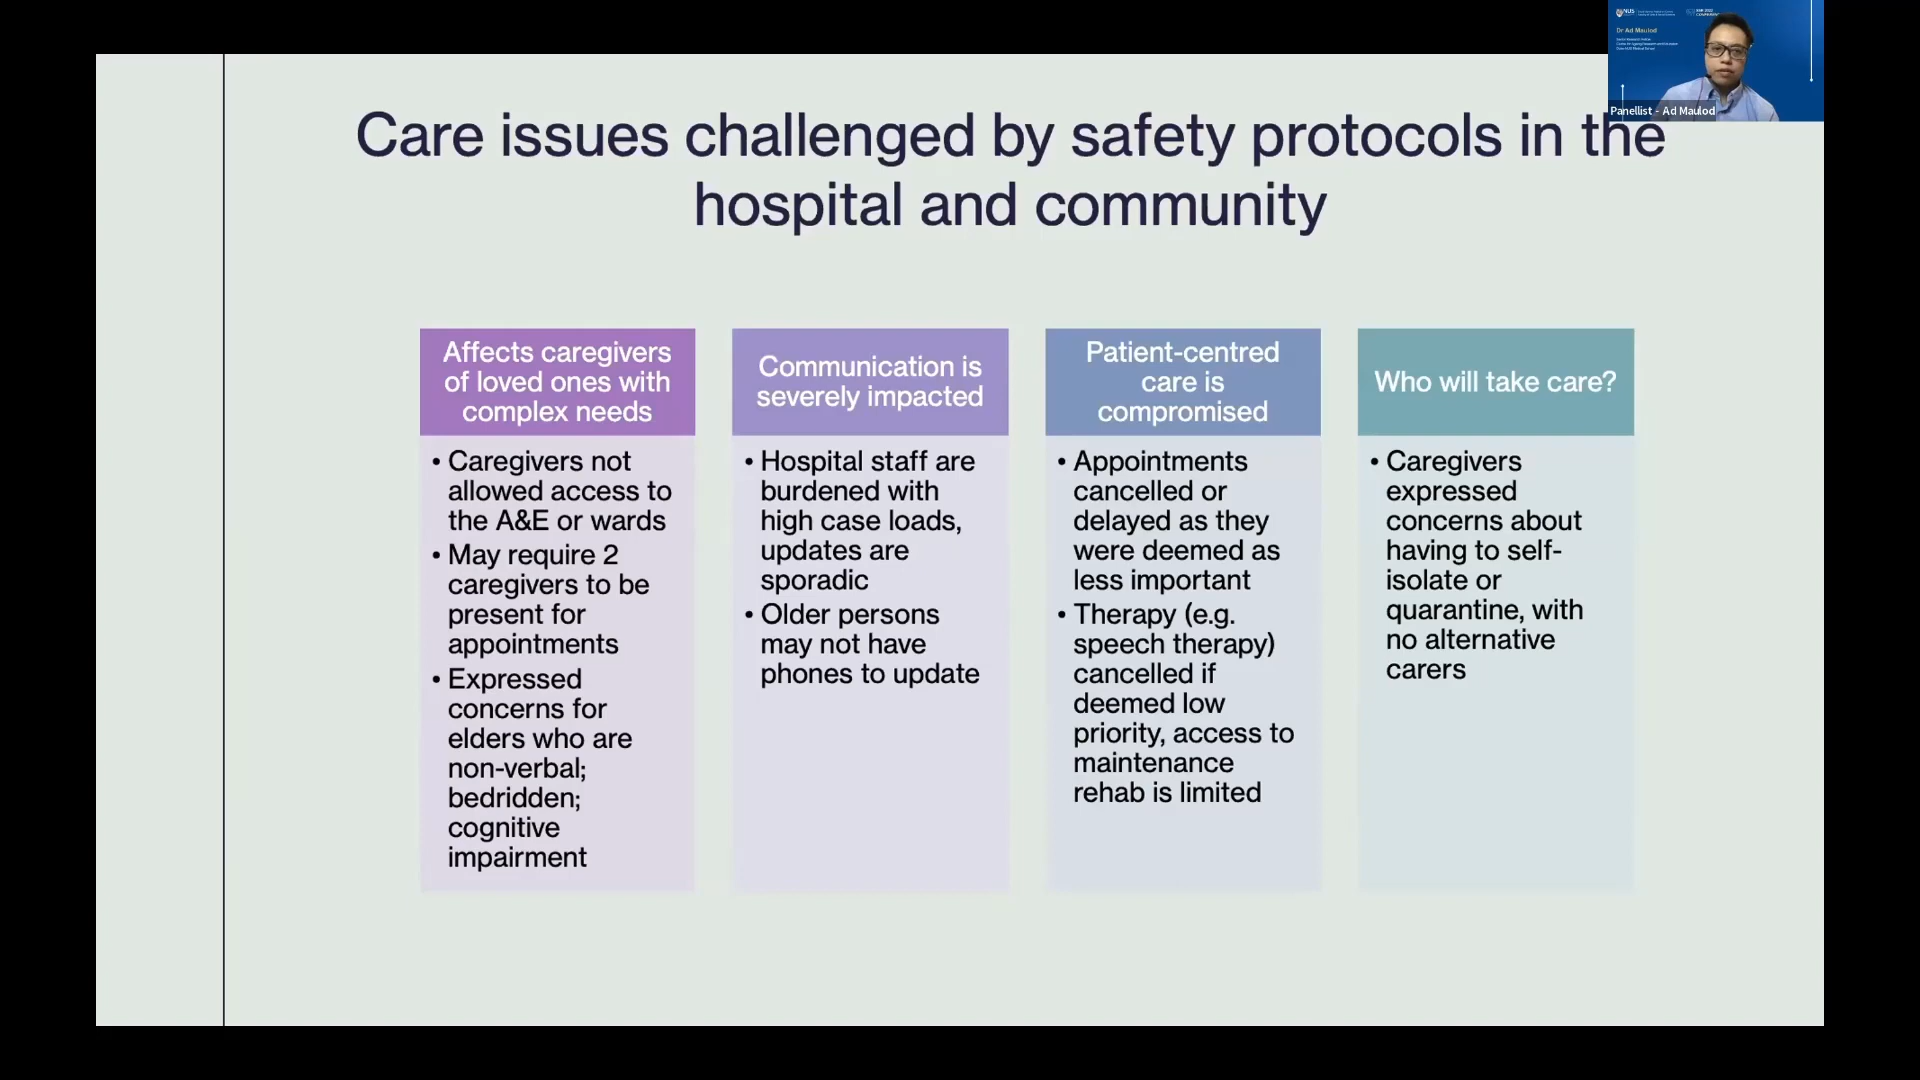 NUS
Dr Ad Maulod
Panellist - Ad Maulod
Care issues challenged by safety protocols in the
hospital and community
Affects caregivers
of loved ones with
complex needs
• Caregivers not
allowed access to
the A&E or wards
• May require 2
caregivers to be
present for
appointments
• Expressed
concerns for
elders who are
non-verbal;
bedridden;
cognitive
impairment
Communication is
severely impacted
• Hospital staff are
burdened with
high case loads,
updates are
sporadic
• Older persons
may not have
phones to update
Patient-centred
care is
compromised
• Appointments
cancelled or
delayed as they
were deemed as
less important
• Therapy (e.g.
speech therapy)
cancelled if
deemed low
priority, access to
maintenance
rehab is limited
Who will take care?
• Caregivers
expressed
concerns about
having to self-
isolate or
quarantine, with
no alternative
carers